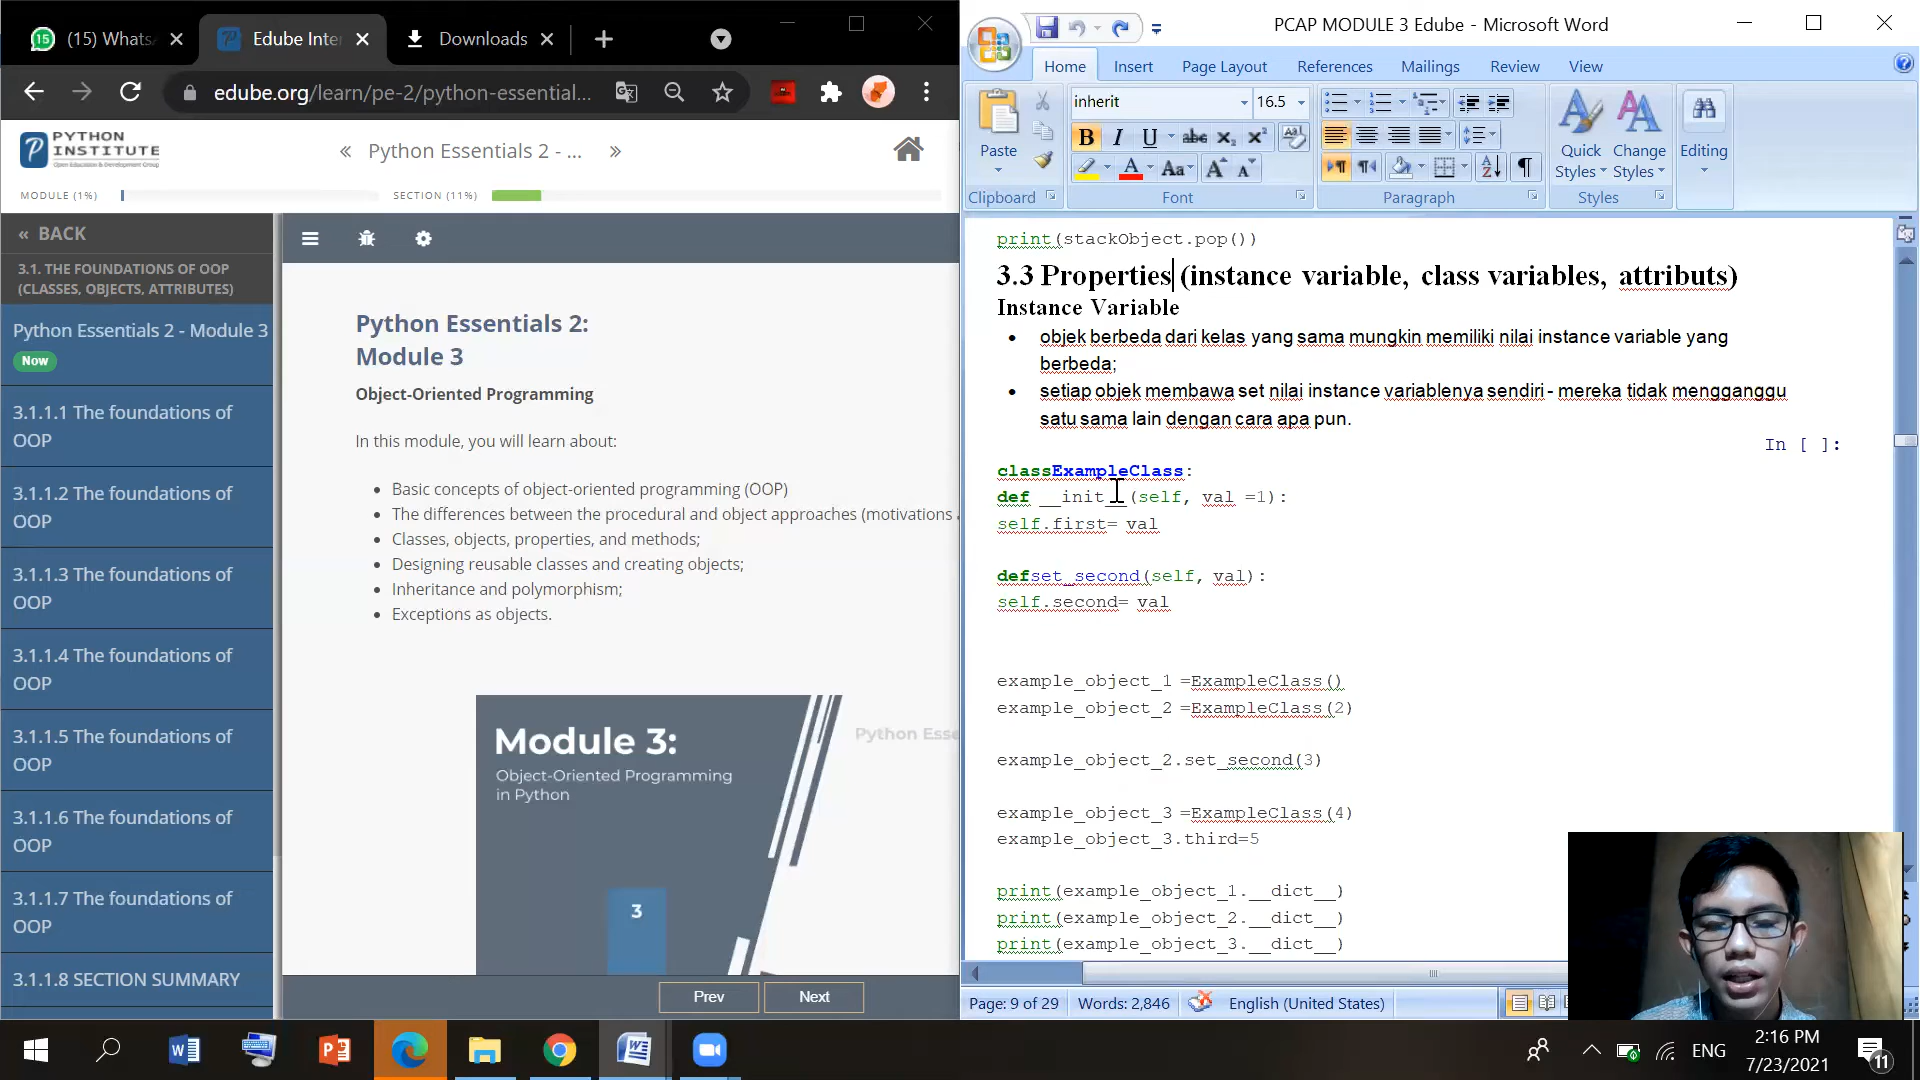 (15) Whats
Edube Inte
Downloads
edube.org/learn/pe-2/python-essential...
PYTHON
INSTITUTE
Open Education & Development Group
« Python Essentials 2 - ... »
MODULE (1%)
SECTION (11%)
« BACK
3.1. THE FOUNDATIONS OF OOP
(CLASSES, OBJECTS, ATTRIBUTES)
Python Essentials 2 - Module 3
Now
3.1.1.1 The foundations of
OOP
3.1.1.2 The foundations of
OOP
3.1.1.3 The foundations of
OOP
3.1.1.4 The foundations of
OOP
3.1.1.5 The foundations of
OOP
3.1.1.6 The foundations of
OOP
3.1.1.7 The foundations of
OOP
3.1.1.8 SECTION SUMMARY
Python Essentials 2:
Module 3
Object-Oriented Programming
In this module, you will learn about:
• Basic concepts of object-oriented programming (OOP)
• The differences between the procedural and object approaches (motivations
• Classes, objects, properties, and methods;
• Designing reusable classes and creating objects;
• Inheritance and polymorphism;
• Exceptions as objects.
Module 3:
Object-Oriented Programming
in Python
3
Python Esse
Prev
Next
PCAP MODULE 3 Edube - Microsoft Word
Home
Insert
Page Layout
References
Mailings
Review
View
Paste
Clipboard
inherit
16.5
B I U abc x₂ x²
Aa
Font
Paragraph
Quick
Styles
Change
Styles
Styles
Editing
print(stackObject.pop())
3.3 Properties (instance variable, class variables, attributs)
Instance Variable
• objek berbeda dari kelas yang sama mungkin memiliki nilai instance variable yang
berbeda;
• setiap objek membawa set nilai instance variablenya sendiri - mereka tidak mengganggu
satu sama lain dengan cara apa pun.
In [ ]:
classExampleClass:
def __init__(self, val =1):
self.first= val
defset_second(self, val):
self.second= val
example_object_1 =ExampleClass()
example_object_2 =ExampleClass(2)
example_object_2.set_second(3)
example_object_3 =ExampleClass(4)
example_object_3.third=5
print(example_object_1.__dict__)
print(example_object_2.__dict__)
print(example_object_3.__dict__)
Page: 9 of 29
Words: 2,846
English (United States)
ENG
2:16 PM
7/23/2021
11